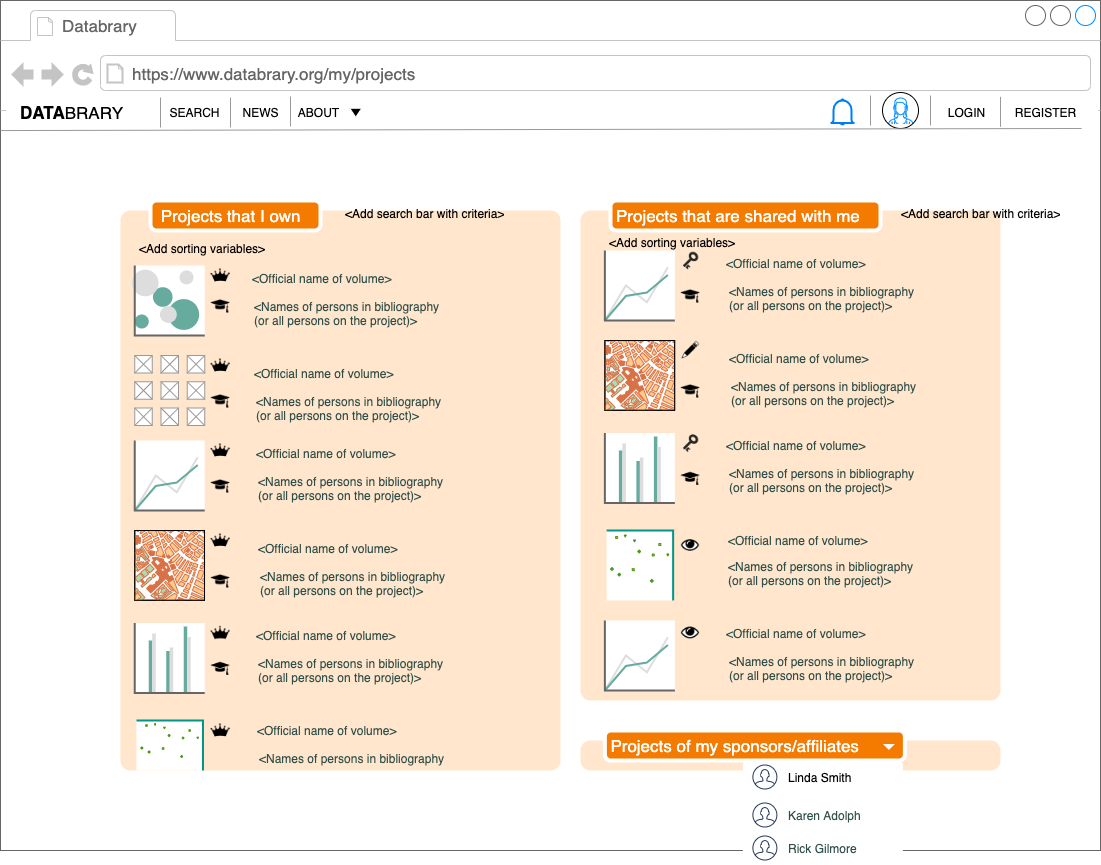 Databrary
https://www.databrary.org/my/projects
DATABRARY SEARCH NEWS ABOUT LOGIN REGISTER
Projects that I own
<Add search bar with criteria>
<Add sorting variables>
<Official name of volume>
<Names of persons in bibliography
(or all persons on the project)>
<Official name of volume>
<Names of persons in bibliography
(or all persons on the project)>
<Official name of volume>
<Names of persons in bibliography
(or all persons on the project)>
<Official name of volume>
<Names of persons in bibliography
(or all persons on the project)>
<Official name of volume>
<Names of persons in bibliography
(or all persons on the project)>
<Official name of volume>
<Names of persons in bibliography
Projects that are shared with me
<Add search bar with criteria>
<Add sorting variables>
<Official name of volume>
<Names of persons in bibliography
(or all persons on the project)>
<Official name of volume>
<Names of persons in bibliography
(or all persons on the project)>
<Official name of volume>
<Names of persons in bibliography
(or all persons on the project)>
<Official name of volume>
<Names of persons in bibliography
(or all persons on the project)>
<Official name of volume>
<Names of persons in bibliography
(or all persons on the project)>
Projects of my sponsors/affiliates
Linda Smith
Karen Adolph
Rick Gilmore